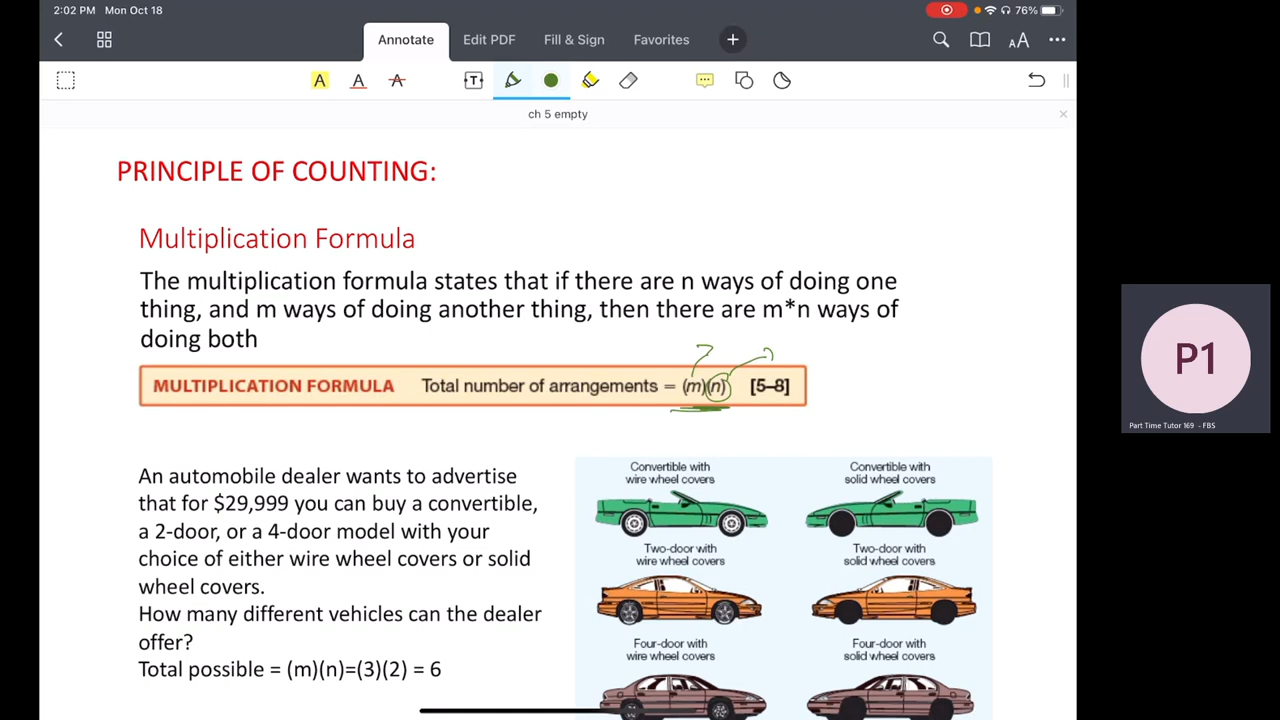 2:02 PM Mon Oct 18
76%
Annotate
Edit PDF
Fill & Sign
Favorites
A A A T AA
ch 5 empty
PRINCIPLE OF COUNTING:
Multiplication Formula
The multiplication formula states that if there are n ways of doing one
thing, and m ways of doing another thing, then there are m*n ways of
doing both
MULTIPLICATION FORMULA Total number of arrangements = (m)(n) [5–8]
An automobile dealer wants to advertise
that for $29,999 you can buy a convertible,
a 2-door, or a 4-door model with your
choice of either wire wheel covers or solid
wheel covers.
How many different vehicles can the dealer
offer?
Total possible = (m)(n)=(3)(2) = 6
Convertible with
wire wheel covers
Convertible with
solid wheel covers
Two-door with
wire wheel covers
Two-door with
solid wheel covers
Four-door with
wire wheel covers
Four-door with
solid wheel covers
P1
Part Time Tutor 169 - FBS